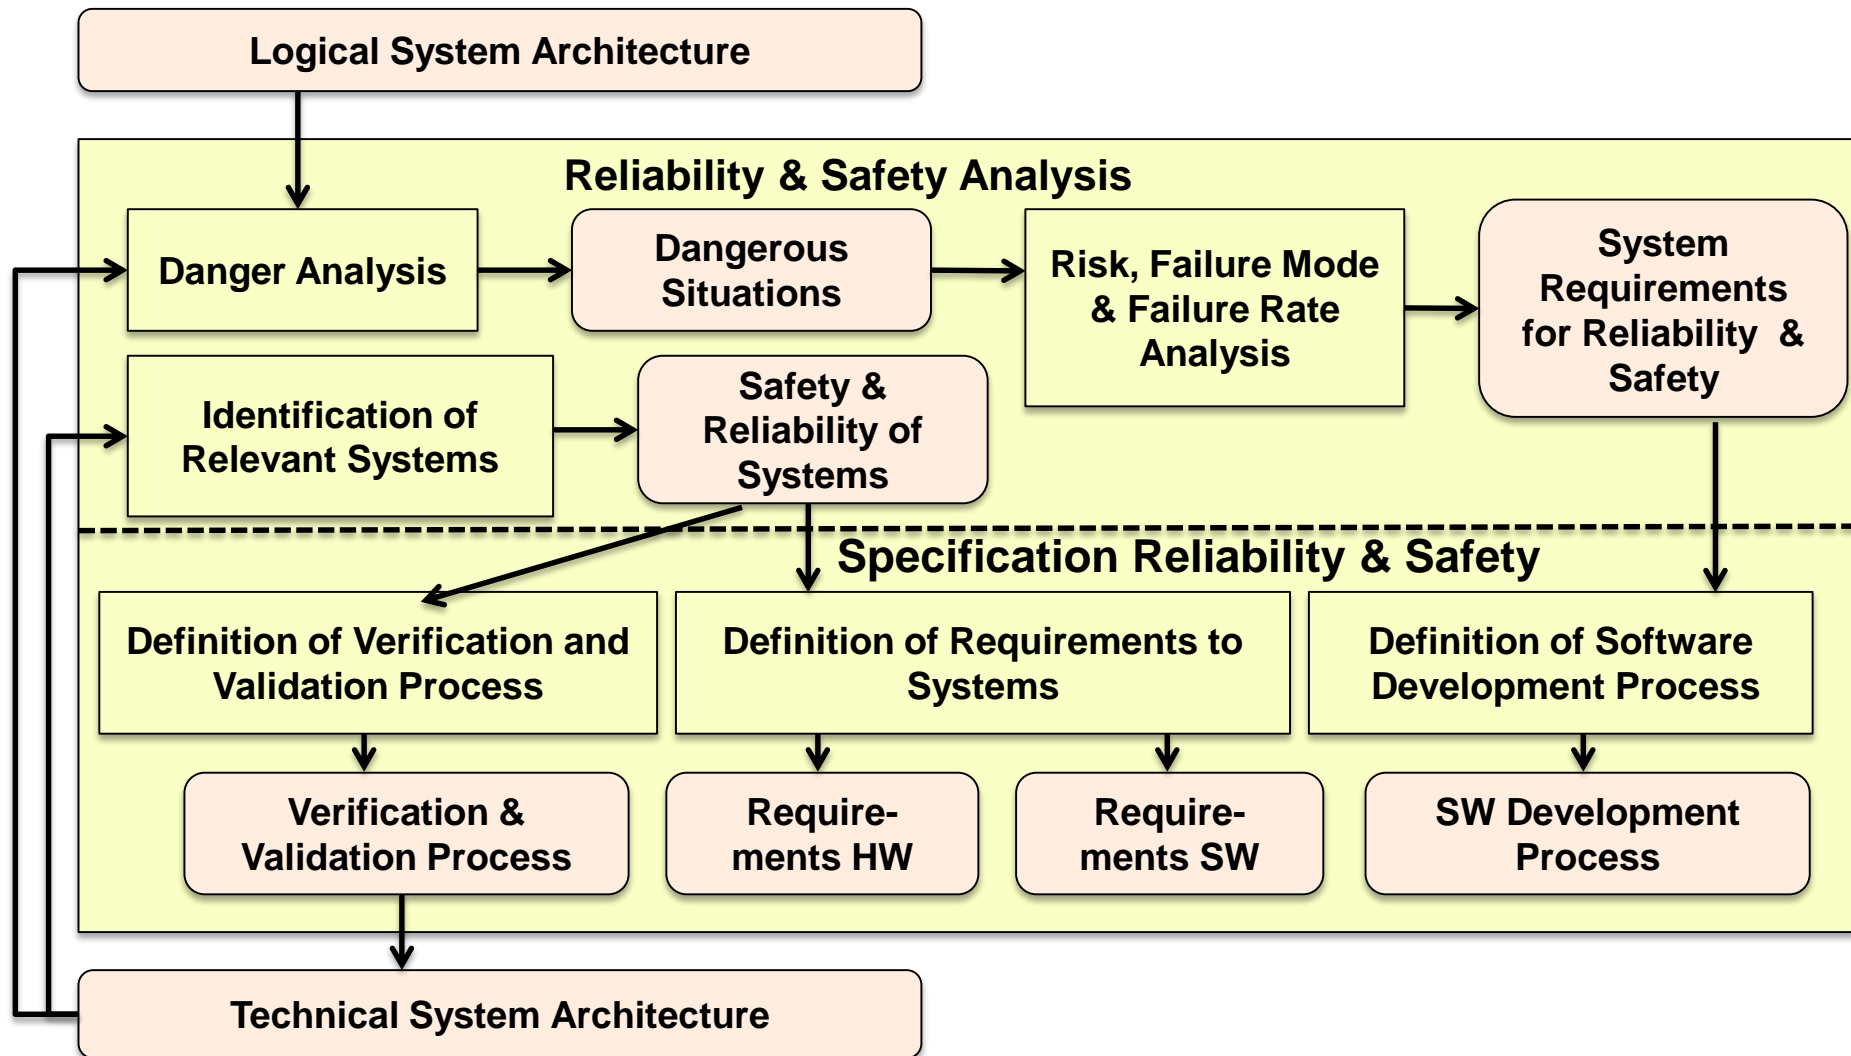 Logical System Architecture
Reliability & Safety Analysis
Danger Analysis
Dangerous
Situations
Risk, Failure Mode
& Failure Rate
Analysis
System
Requirements
for Reliability &
Safety
Identification of
Relevant Systems
Safety &
Reliability of
Systems
Specification Reliability & Safety
Definition of Verification and
Validation Process
Definition of Requirements to
Systems
Definition of Software
Development Process
Verification &
Validation Process
Require-
ments HW
Require-
ments SW
SW Development
Process
Technical System Architecture